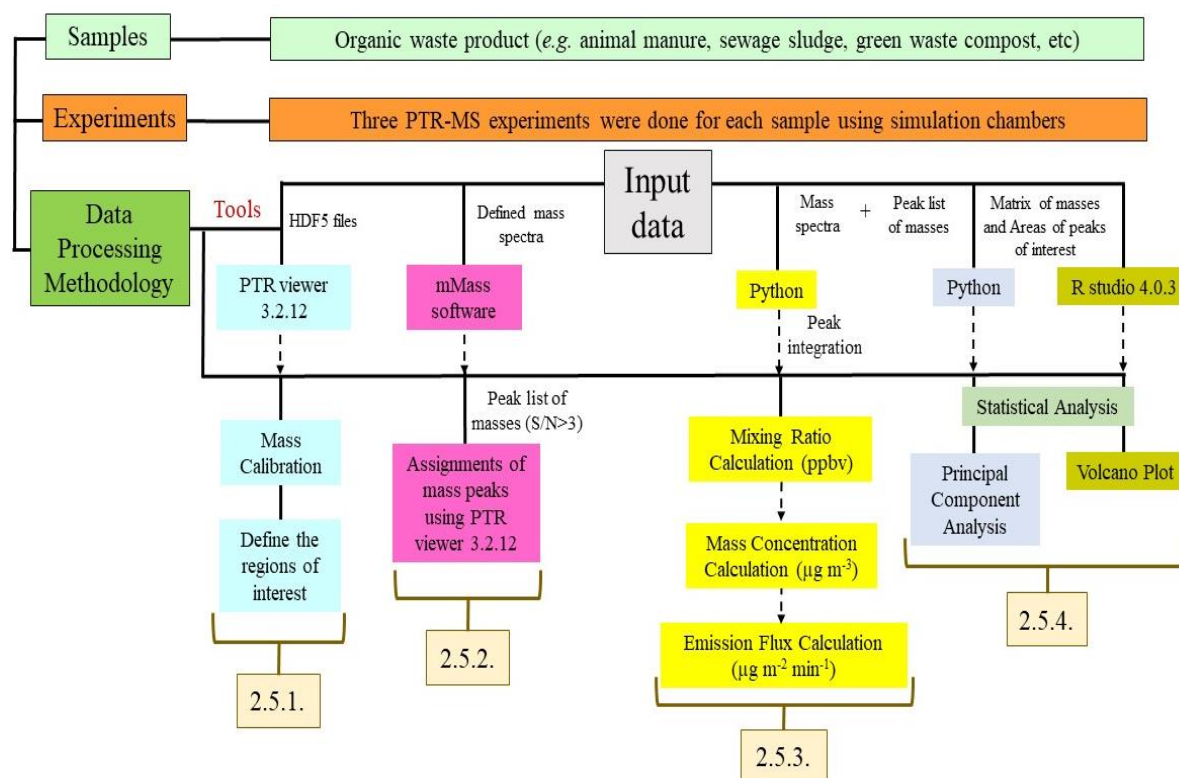 Samples
Organic waste product (e.g. animal manure, sewage sludge, green waste compost, etc)
Experiments
Three PTR-MS experiments were done for each sample using simulation chambers
Data
Processing
Methodology
Tools
Input
data
HDF5 files
Defined mass
spectra
Mass
spectra
+
Peak list
of masses
Matrix of masses
and Areas of peaks
of interest
PTR viewer
3.2.12
mMass
software
Python
Python
R studio 4.0.3
Peak
integration
Peak list of
masses (S/N>3)
Statistical Analysis
Mass
Calibration
Define the
regions of
interest
Assignments of
mass peaks
using PTR
viewer 3.2.12
Mixing Ratio
Calculation (ppbv)
Mass Concentration
Calculation (µg m-3)
Emission Flux Calculation
(µg m-2 min-1)
Principal
Component
Analysis
Volcano Plot
2.5.1.
2.5.2.
2.5.3.
2.5.4.